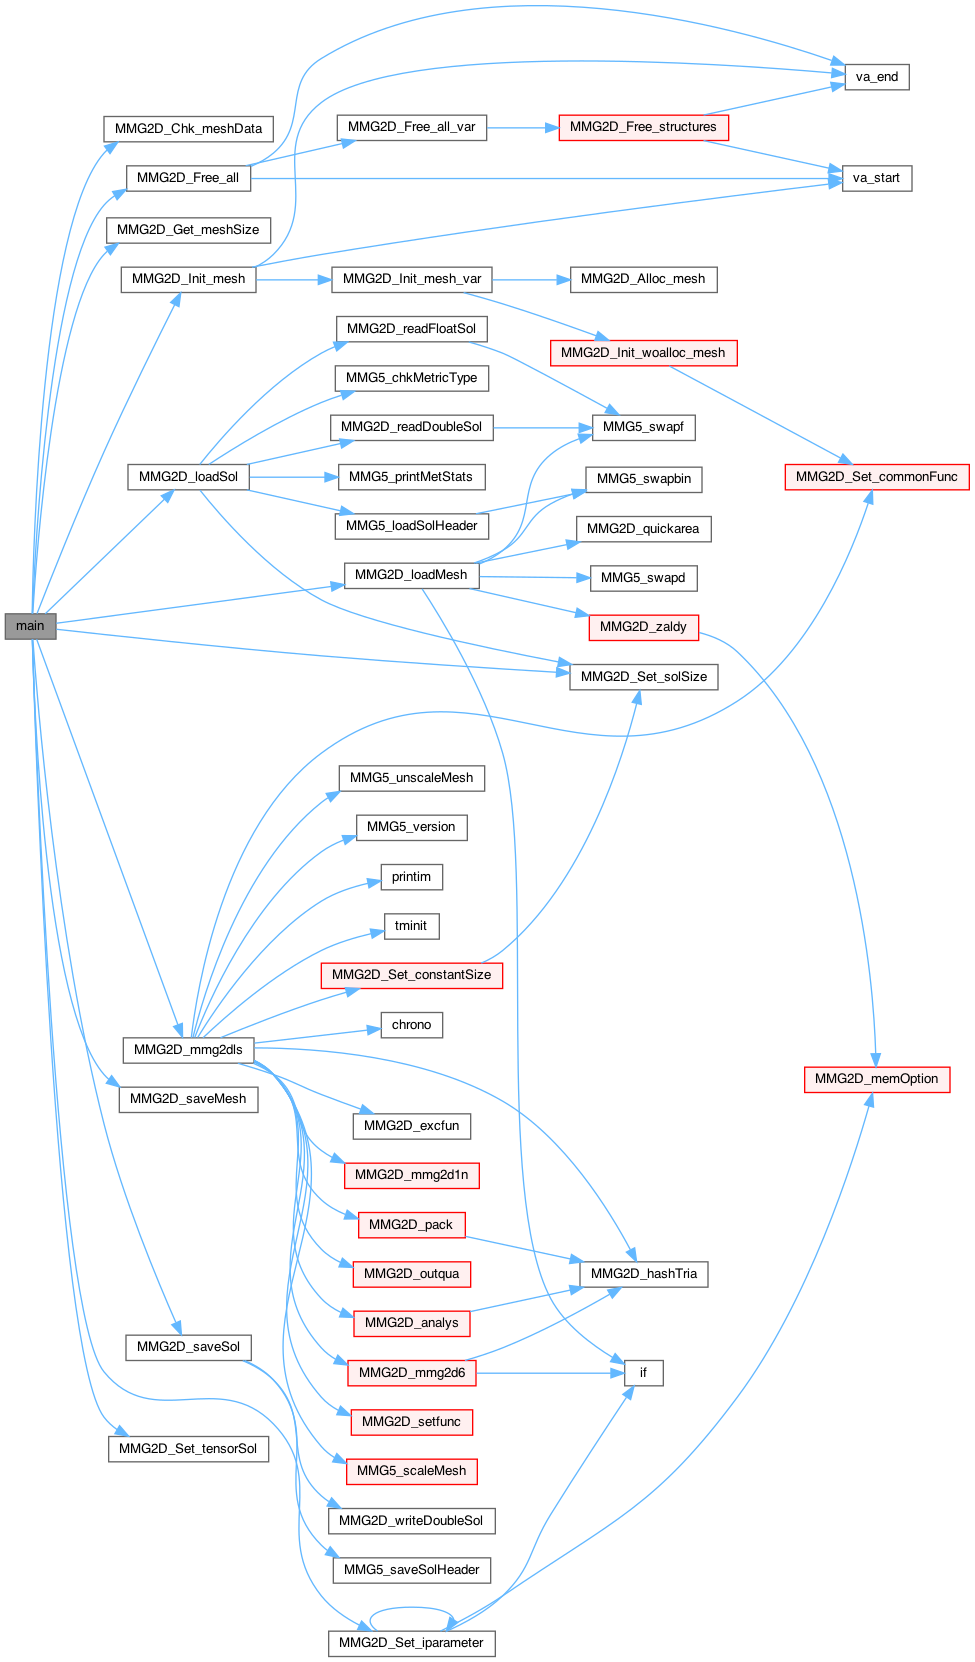 va_end
MMG2D_Chk_meshData
MMG2D_Free_all_var
MMG2D_Free_structures
MMG2D_Free_all
va_start
MMG2D_Get_meshSize
MMG2D_Init_mesh
MMG2D_Init_mesh_var
MMG2D_Alloc_mesh
MMG2D_readFloatSol
MMG2D_Init_woalloc_mesh
MMG5_chkMetricType
MMG2D_readDoubleSol
MMG5_swapf
MMG2D_loadSol
MMG5_printMetStats
MMG5_swapbin
MMG2D_Set_commonFunc
MMG5_loadSolHeader
MMG2D_quickarea
MMG2D_loadMesh
MMG5_swapd
main
MMG2D_zaldy
MMG2D_Set_solSize
MMG5_unscaleMesh
MMG5_version
printim
tminit
MMG2D_Set_constantSize
chrono
MMG2D_mmg2dls
MMG2D_memOption
MMG2D_saveMesh
MMG2D_excfun
MMG2D_mmg2d1n
MMG2D_pack
MMG2D_outqua
MMG2D_hashTria
MMG2D_analys
MMG2D_saveSol
MMG2D_mmg2d6
if
MMG2D_setfunc
MMG2D_Set_tensorSol
MMG5_scaleMesh
MMG2D_writeDoubleSol
MMG5_saveSolHeader
MMG2D_Set_iparameter